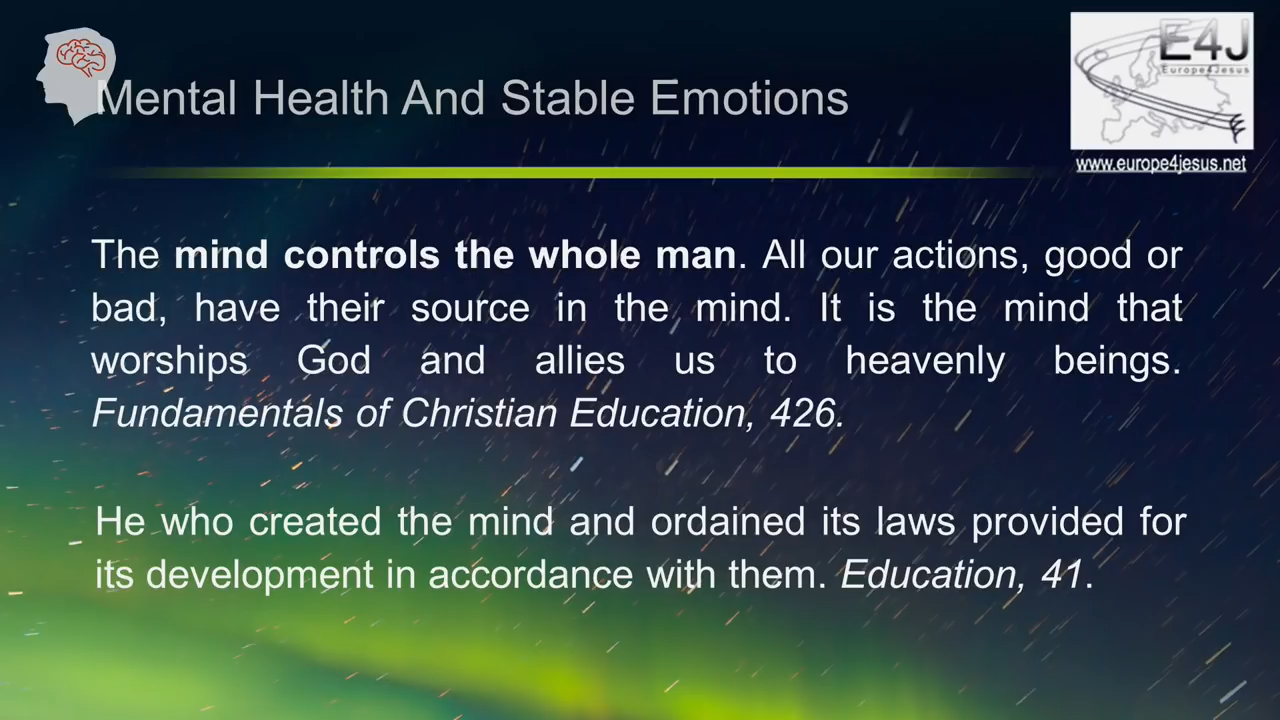 E4J
Europe4Jesus
www.europe4jesus.net
Mental Health And Stable Emotions
The mind controls the whole man. All our actions, good or
bad, have their source in the mind. It is the mind that
worships God and allies us to heavenly beings.
Fundamentals of Christian Education, 426.
He who created the mind and ordained its laws provided for
its development in accordance with them. Education, 41.